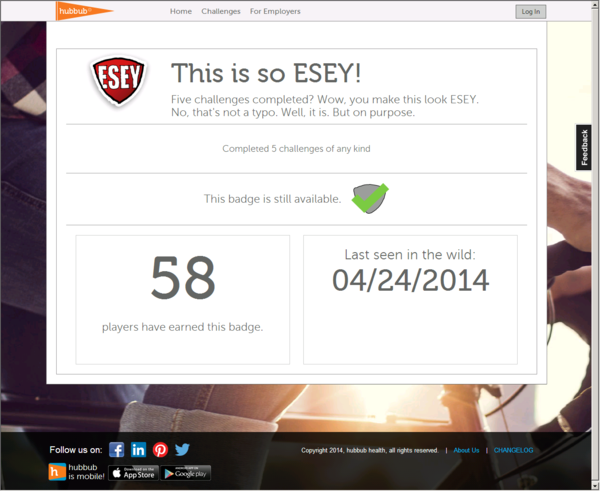 hubbub
Home Challenges For Employers
Log In
ESEY
This is so ESEY!
Five challenges completed? Wow, you make this look ESEY.
No, that's not a typo. Well, it is. But on purpose.
Completed 5 challenges of any kind
Feedback
This badge is still available.
58
players have earned this badge.
Last seen in the wild:
04/24/2014
Follow us on:
Copyright 2014, hubbub health, all rights reserved. | About Us | CHANGELOG
h
hubbub
is mobile!
Download on the
App Store
Google play